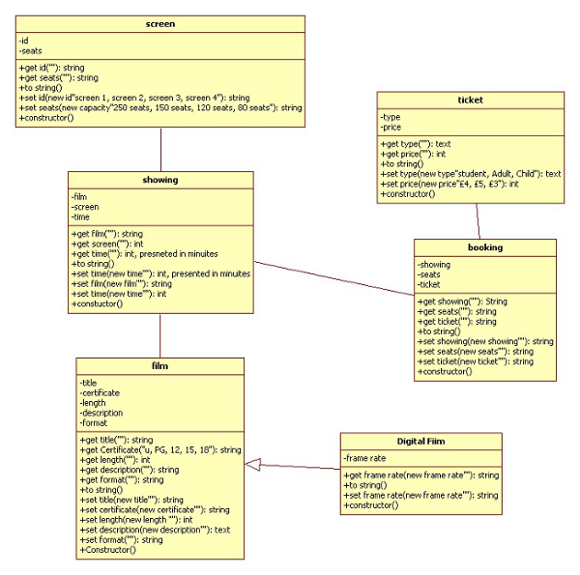 screen
-id
-seats
+get id(""): string
+get seats(""): string
+to string()
+set id(new id"screen 1, screen 2, screen 3, screen 4"): string
+set seats(new capacity"250 seats, 150 seats, 120 seats, 80 seats"): string
+constructor()
ticket
-type
-price
+get type(""): text
+get price(""): int
+to string()
+set type(new type"student, Adult, Child"): text
+set price(new price"£4, £5, £3"): int
+constructor()
showing
-film
-screen
-time
+get film(""): string
+get screen(""): int
+get time(""): int, presneted in minuites
+to string()
+set time(new time""): int, presented in minutes
+set film(new film""): string
+set time(new time""): int
+constuctor()
booking
-showing
-seats
-ticket
+get showing(""): String
+get seats(""): string
+get ticket(""): string
+to string()
+set showing(new showing""): string
+set seats(new seats""): string
+set ticket(new ticket""): string
+constructor()
film
-title
-certificate
-length
-description
-format
+get title(""): string
+get Certificate("u, PG, 12, 15, 18"): string
+get length(""): int
+get description(""): string
+get format(""): string
+to string()
+set title(new title""): string
+set certificate(new certificate""): string
+set length(new length ""): int
+set description(new description""): text
+set format(""): string
+Constructor()
Digital Fiim
-frame rate
+get frame rate(new frame rate""): string
+to string()
+set frame rate(new frame rate""): string
+constructor()